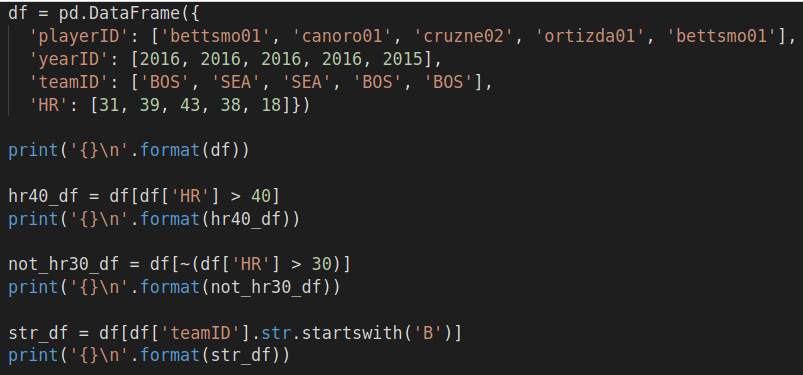 df = pd.DataFrame({
  'playerID': ['bettsmo01', 'canoro01', 'cruzne02', 'ortizda01', 'bettsmo01'],
  'yearID': [2016, 2016, 2016, 2016, 2015],
  'teamID': ['BOS', 'SEA', 'SEA', 'BOS', 'BOS'],
  'HR': [31, 39, 43, 38, 18]})

print('{}\n'.format(df))

hr40_df = df[df['HR'] > 40]
print('{}\n'.format(hr40_df))

not_hr30_df = df[~(df['HR'] > 30)]
print('{}\n'.format(not_hr30_df))

str_df = df[df['teamID'].str.startswith('B')]
print('{}\n'.format(str_df))